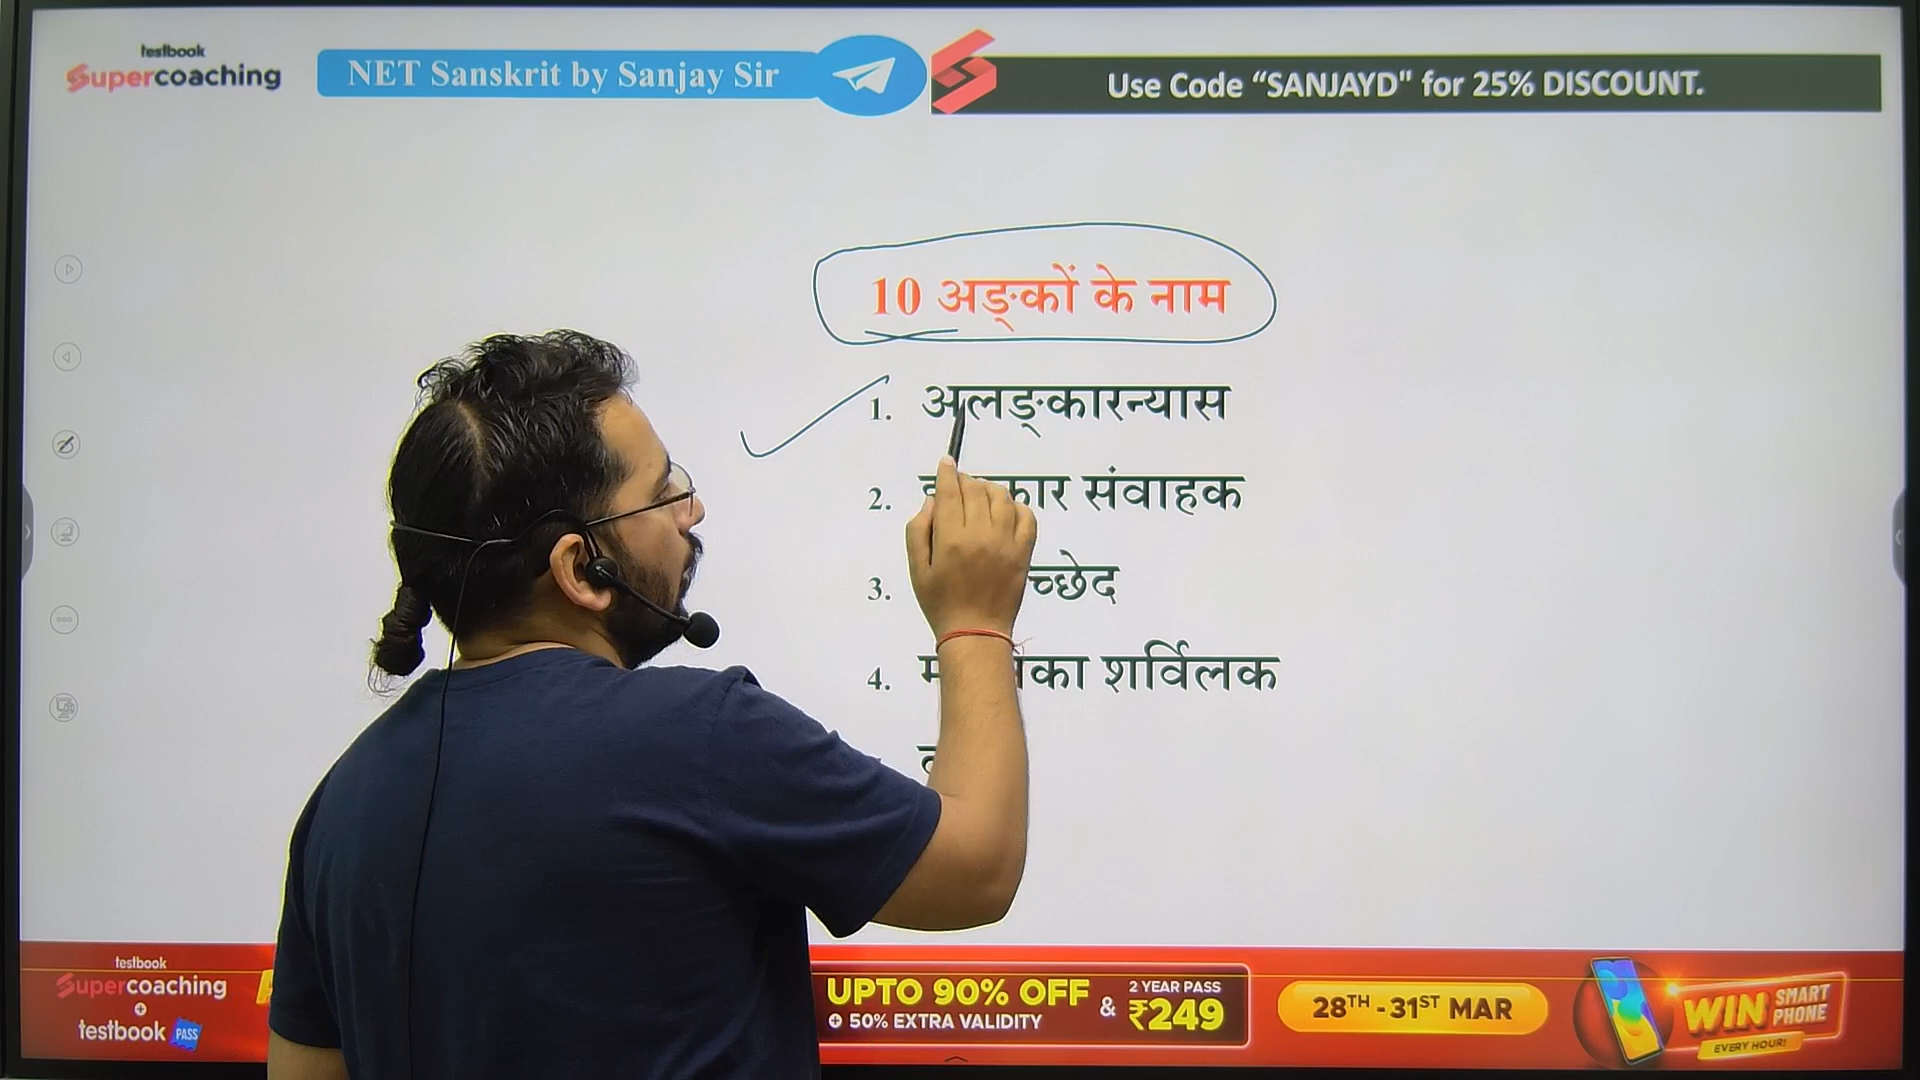 testbook
Supercoaching
NET Sanskrit by Sanjay Sir
Use Code “SANJAYD" for 25% DISCOUNT.
10 अङ्कों के नाम
1. अलङ्कारन्यास
2. संवाहक
3.
4. शर्विलक
testbook
Supercoaching
+
testbook PASS
UPTO 90% OFF
+ 50% EXTRA VALIDITY
&
2 YEAR PASS
₹249
28TH - 31ST MAR
WIN SMART PHONE
EVERY HOUR!